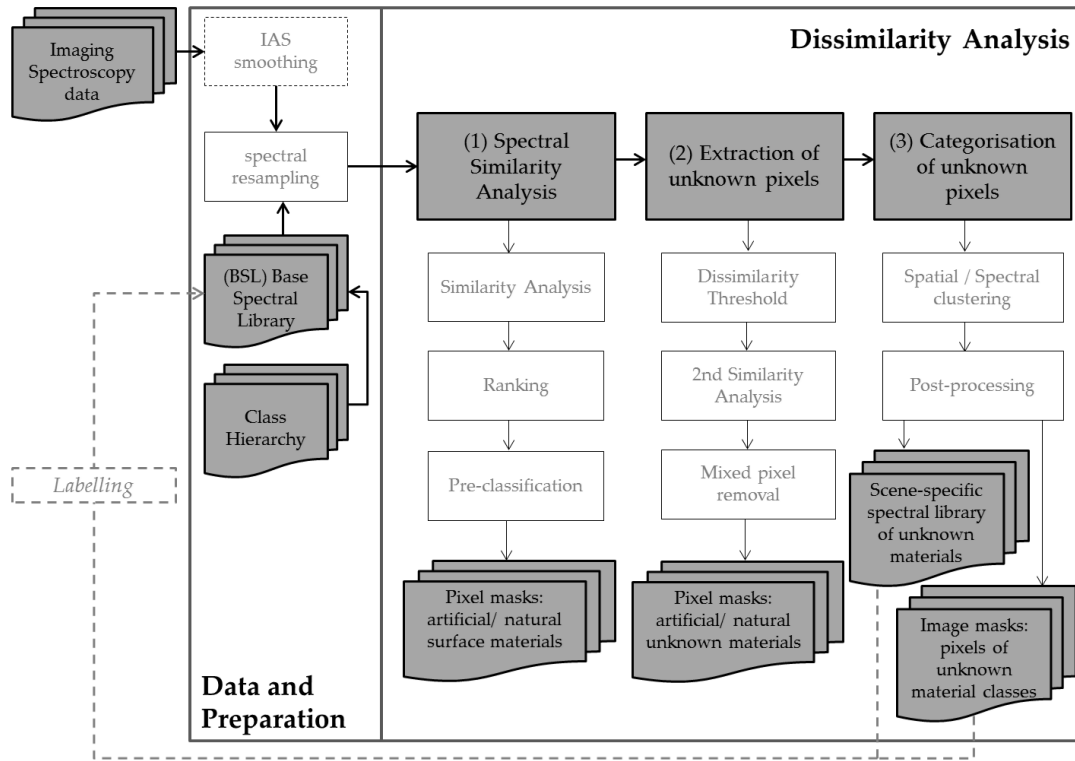 Imaging
Spectroscopy
data
IAS
smoothing
spectral
resampling
(BSL) Base
Spectral
Library
Class
Hierarchy
Labelling
Data and
Preparation
Dissimilarity Analysis
(1) Spectral
Similarity
Analysis
Similarity Analysis
Ranking
Pre-classification
Pixel masks:
artificial/ natural
surface materials
(2) Extraction of
unknown pixels
Dissimilarity
Threshold
2nd Similarity
Analysis
Mixed pixel
removal
Pixel masks:
artificial/ natural
unknown materials
(3) Categorisation
of unknown
pixels
Spatial / Spectral
clustering
Post-processing
Scene-specific
spectral library
of unknown
materials
Image masks:
pixels of
unknown
material classes